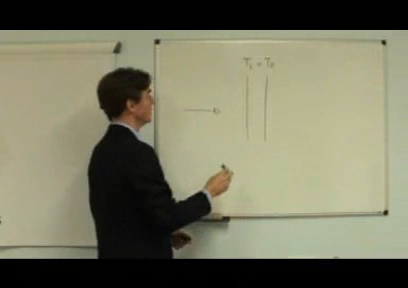 T₁ = T₂